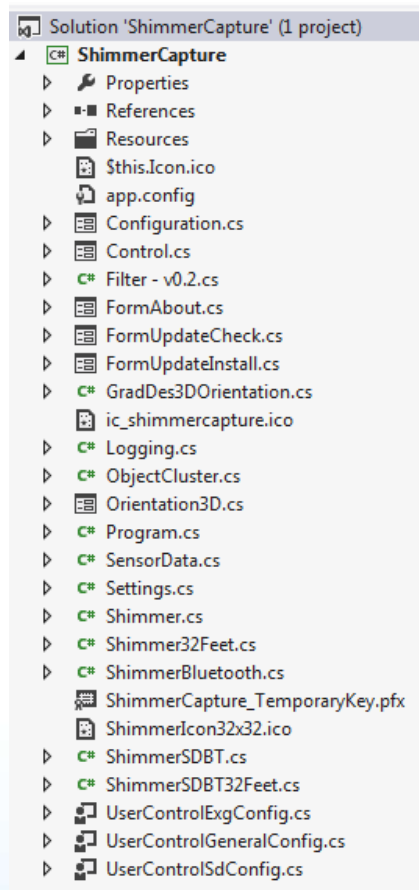 Solution 'ShimmerCapture' (1 project)
C# ShimmerCapture
Properties
References
Resources
$this.Icon.ico
app.config
Configuration.cs
Control.cs
C# Filter - v0.2.cs
FormAbout.cs
FormUpdateCheck.cs
FormUpdateInstall.cs
C# GradDes3DOrientation.cs
ic_shimmercapture.ico
C# Logging.cs
C# ObjectCluster.cs
Orientation3D.cs
C# Program.cs
C# SensorData.cs
C# Settings.cs
C# Shimmer.cs
C# Shimmer32Feet.cs
C# ShimmerBluetooth.cs
ShimmerCapture_TemporaryKey.pfx
ShimmerIcon32x32.ico
C# ShimmerSDBT.cs
C# ShimmerSDBT32Feet.cs
UserControlExgConfig.cs
UserControlGeneralConfig.cs
UserControlSdConfig.cs